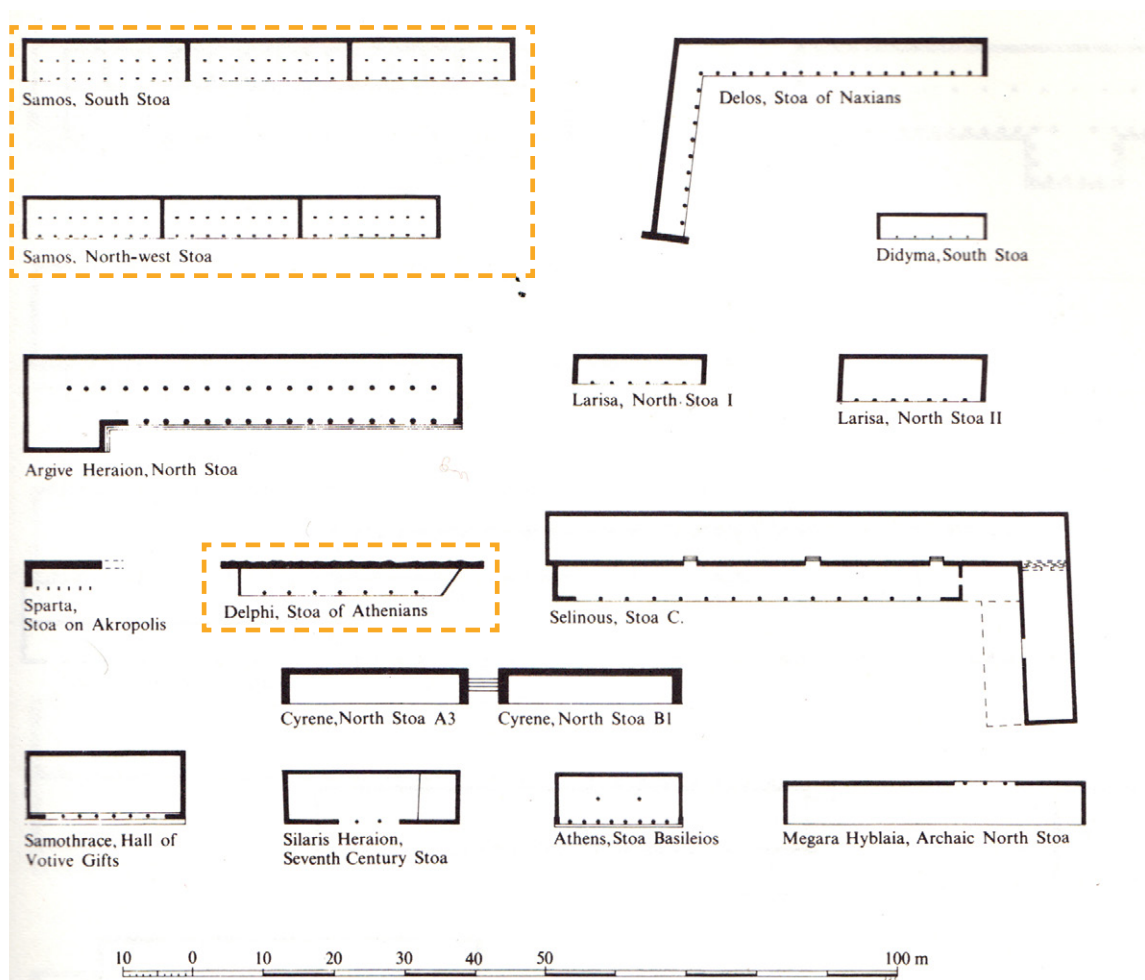 Samos, South Stoa
Delos, Stoa of Naxians
Samos, North-west Stoa
Didyma, South Stoa
Larisa, North Stoa I
Larisa, North Stoa II
Argive Heraion, North Stoa
Sparta,
Stoa on Akropolis
Delphi, Stoa of Athenians
Selinous, Stoa C.
Cyrene, North Stoa A3
Cyrene, North Stoa B1
Samothrace, Hall of
Votive Gifts
Silaris Heraion,
Seventh Century Stoa
Athens, Stoa Basileios
Megara Hyblaia, Archaic North Stoa
10 0 10 20 30 40 50 100 m